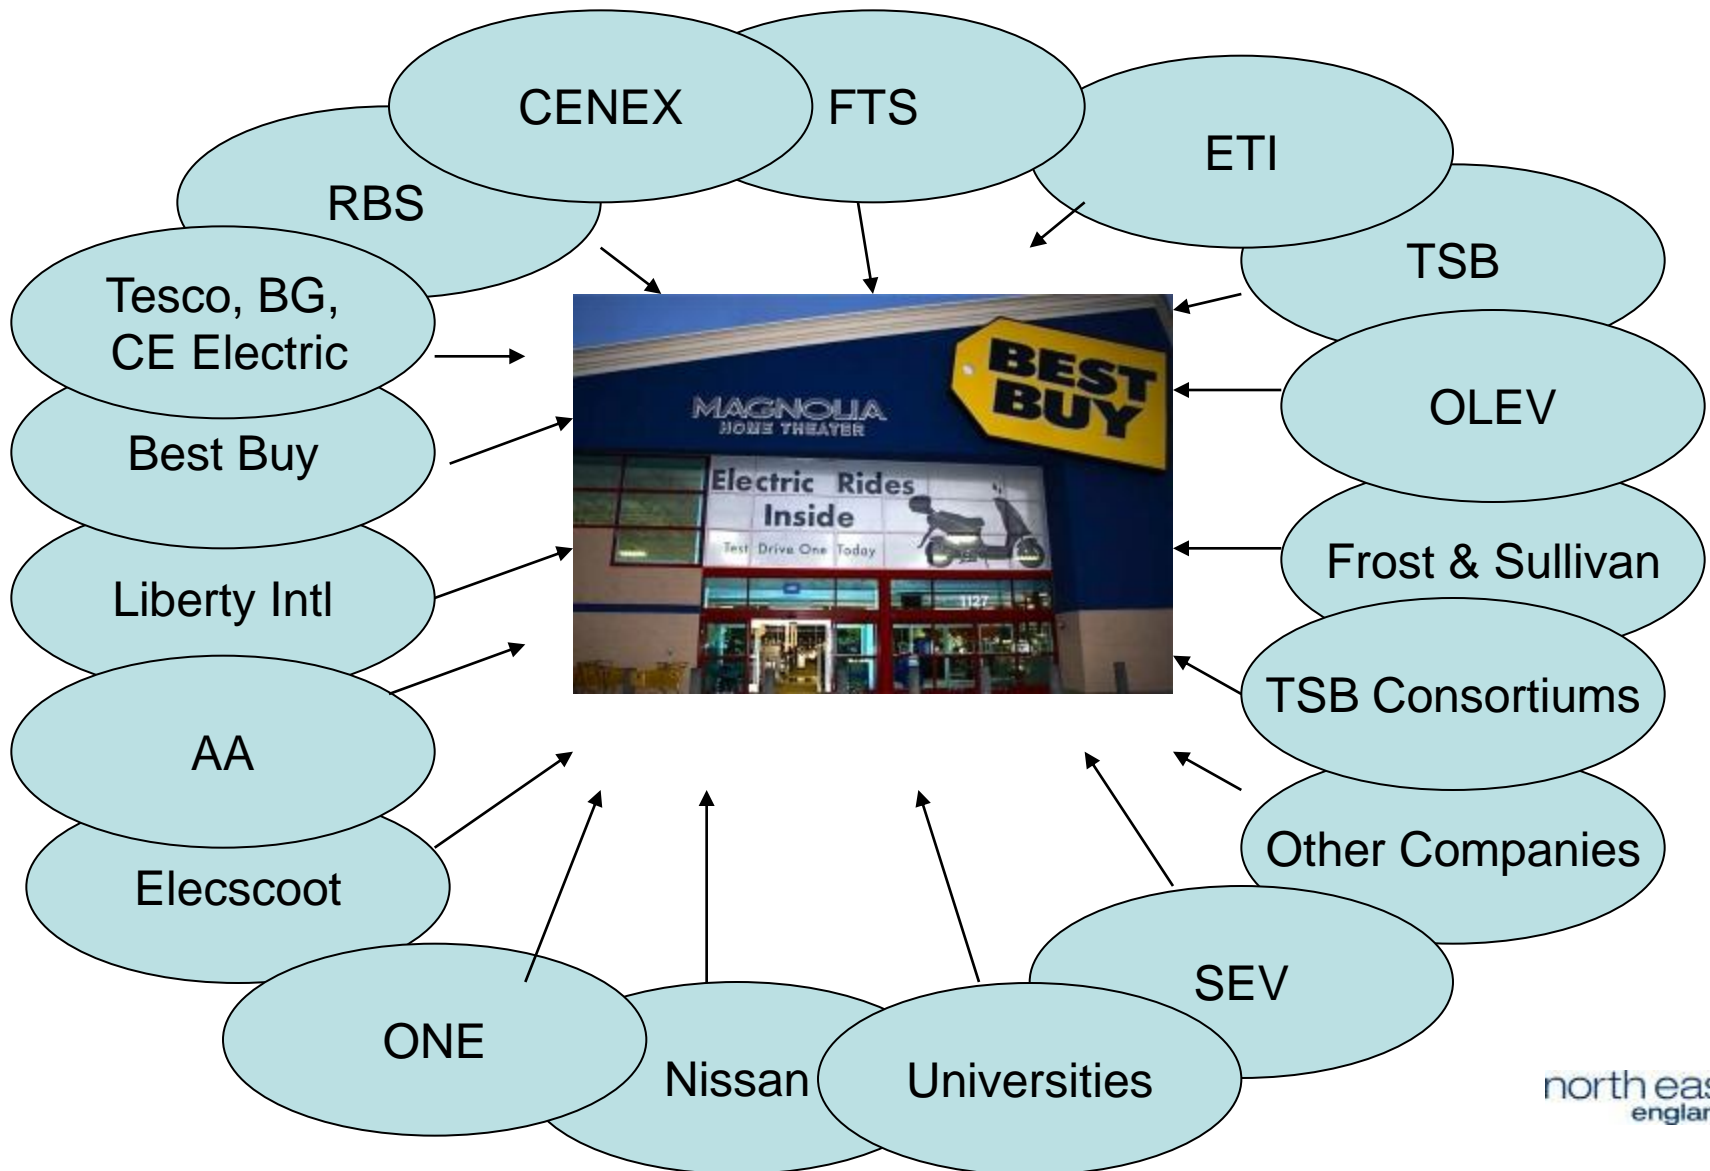 CENEX
FTS
ETI
RBS
TSB
Tesco, BG,
CE Electric
OLEV
Best Buy
Frost & Sullivan
Liberty Intl
TSB Consortiums
AA
Other Companies
Elecscoot
SEV
ONE
Nissan
Universities
BEST
BUY
MAGNOLIA
HOME THEATER
Electric Rides
Inside
Test Drive One Today
1127
north eas
englan